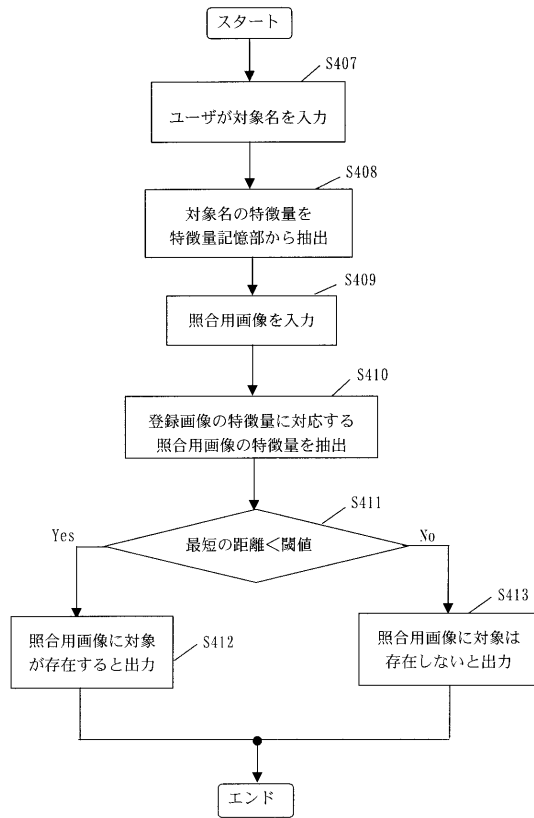 スタート
S407
ユーザが対象名を入力
S408
対象名の特徴量を
特徴量記憶部から抽出
S409
照合用画像を入力
S410
登録画像の特徴量に対応する
照合用画像の特徴量を抽出
S411
最短の距離<閾値
Yes
No
照合用画像に対象
が存在すると出力
S412
S413
照合用画像に対象は
存在しないと出力
エンド